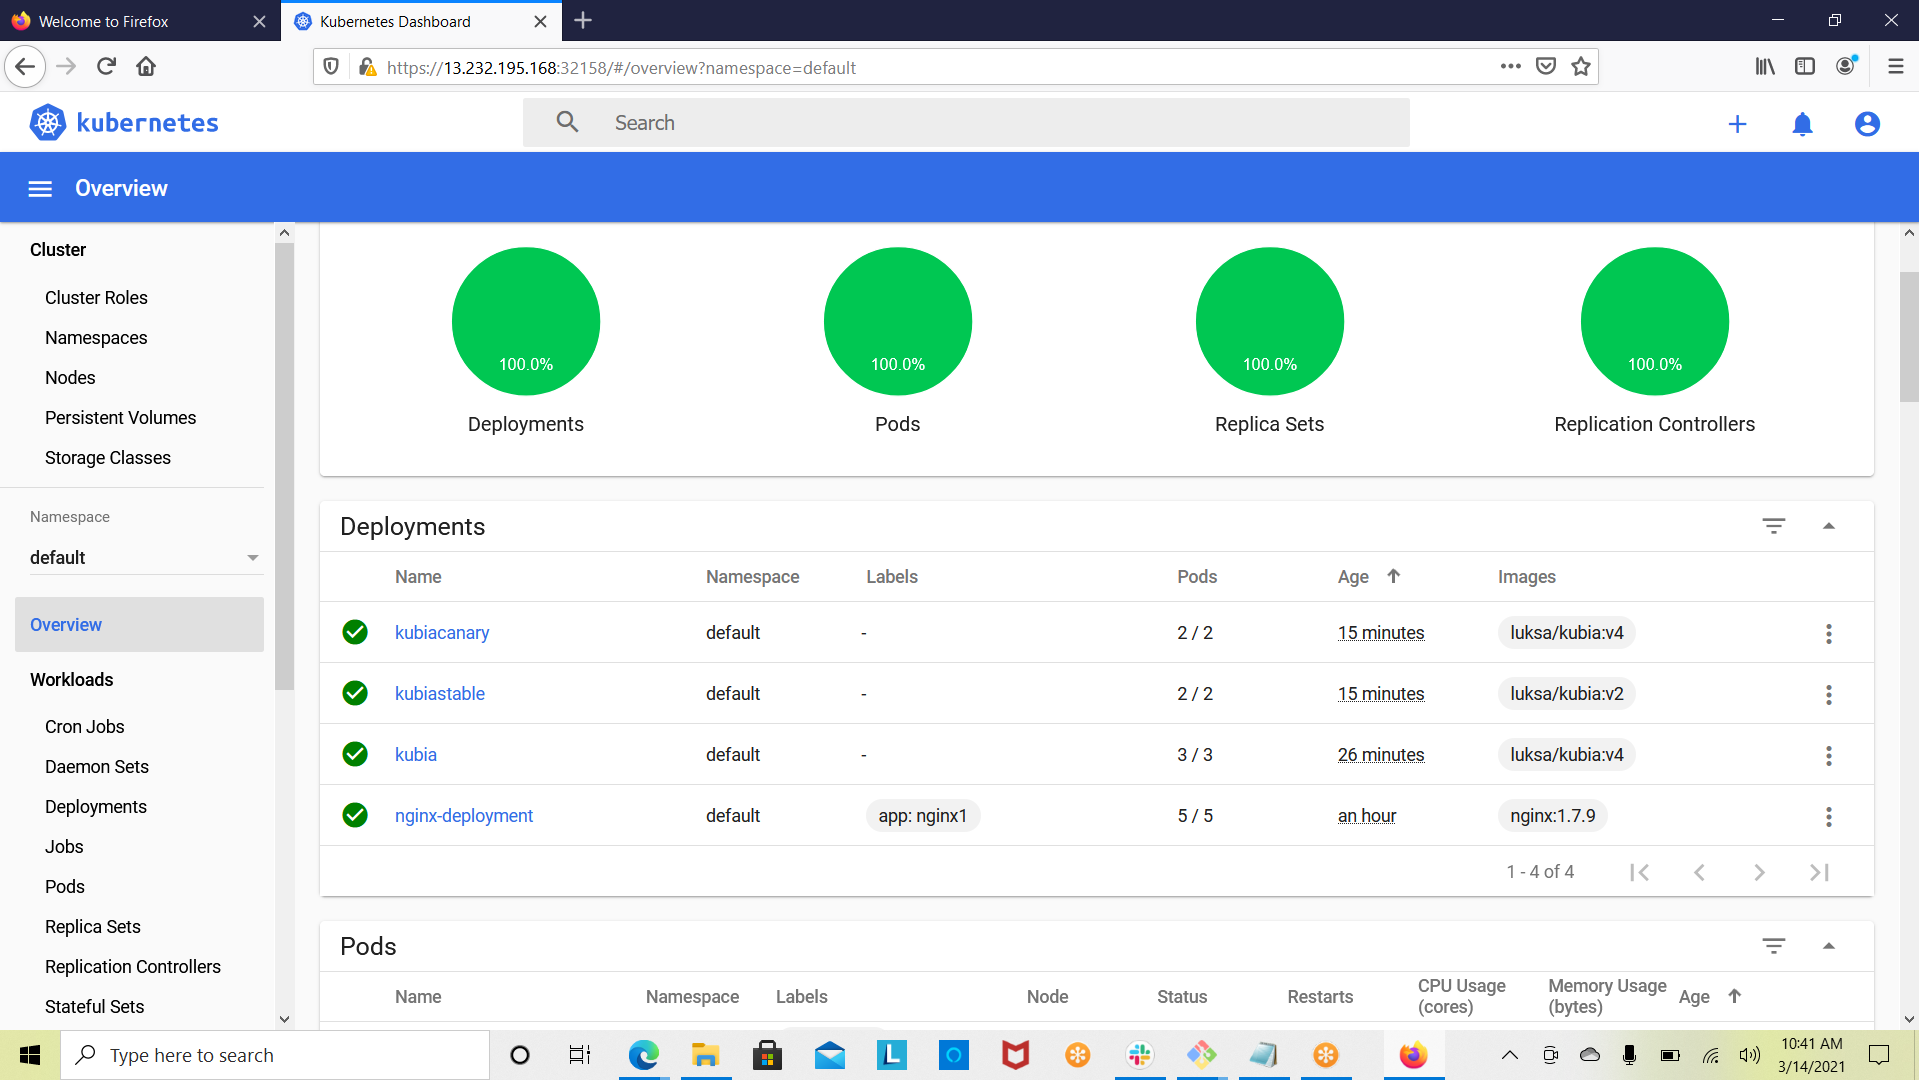 Welcome to Firefox
Kubernetes Dashboard
https://13.232.195.168:32158/#/overview?namespace=default
kubernetes
Search
Overview
Cluster
Cluster Roles
Namespaces
Nodes
Persistent Volumes
Storage Classes
Namespace
default
Overview
Workloads
Cron Jobs
Daemon Sets
Deployments
Jobs
Pods
Replica Sets
Replication Controllers
Stateful Sets
100.0% 100.0% 100.0% 100.0%
Deployments Pods Replica Sets Replication Controllers
Deployments
Name Namespace Labels Pods Age Images
kubiacanary default - 2 / 2 15 minutes luksa/kubia:v4
kubiastable default - 2 / 2 15 minutes luksa/kubia:v2
kubia default - 3 / 3 26 minutes luksa/kubia:v4
nginx-deployment default app: nginx1 5 / 5 an hour nginx:1.7.9
1 - 4 of 4
Pods
Name Namespace Labels Node Status Restarts CPU Usage (cores) Memory Usage (bytes) Age
Type here to search
L
10:41 AM
3/14/2021